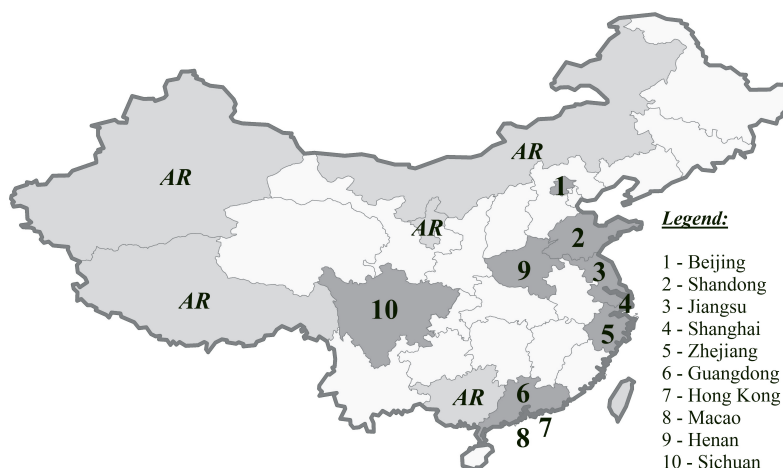 AR
AR
AR
AR
AR
1
2
3
4
5
6
7
8
9
10
Legend:
1 - Beijing
2 - Shandong
3 - Jiangsu
4 - Shanghai
5 - Zhejiang
6 - Guangdong
7 - Hong Kong
8 - Macao
9 - Henan
10 - Sichuan